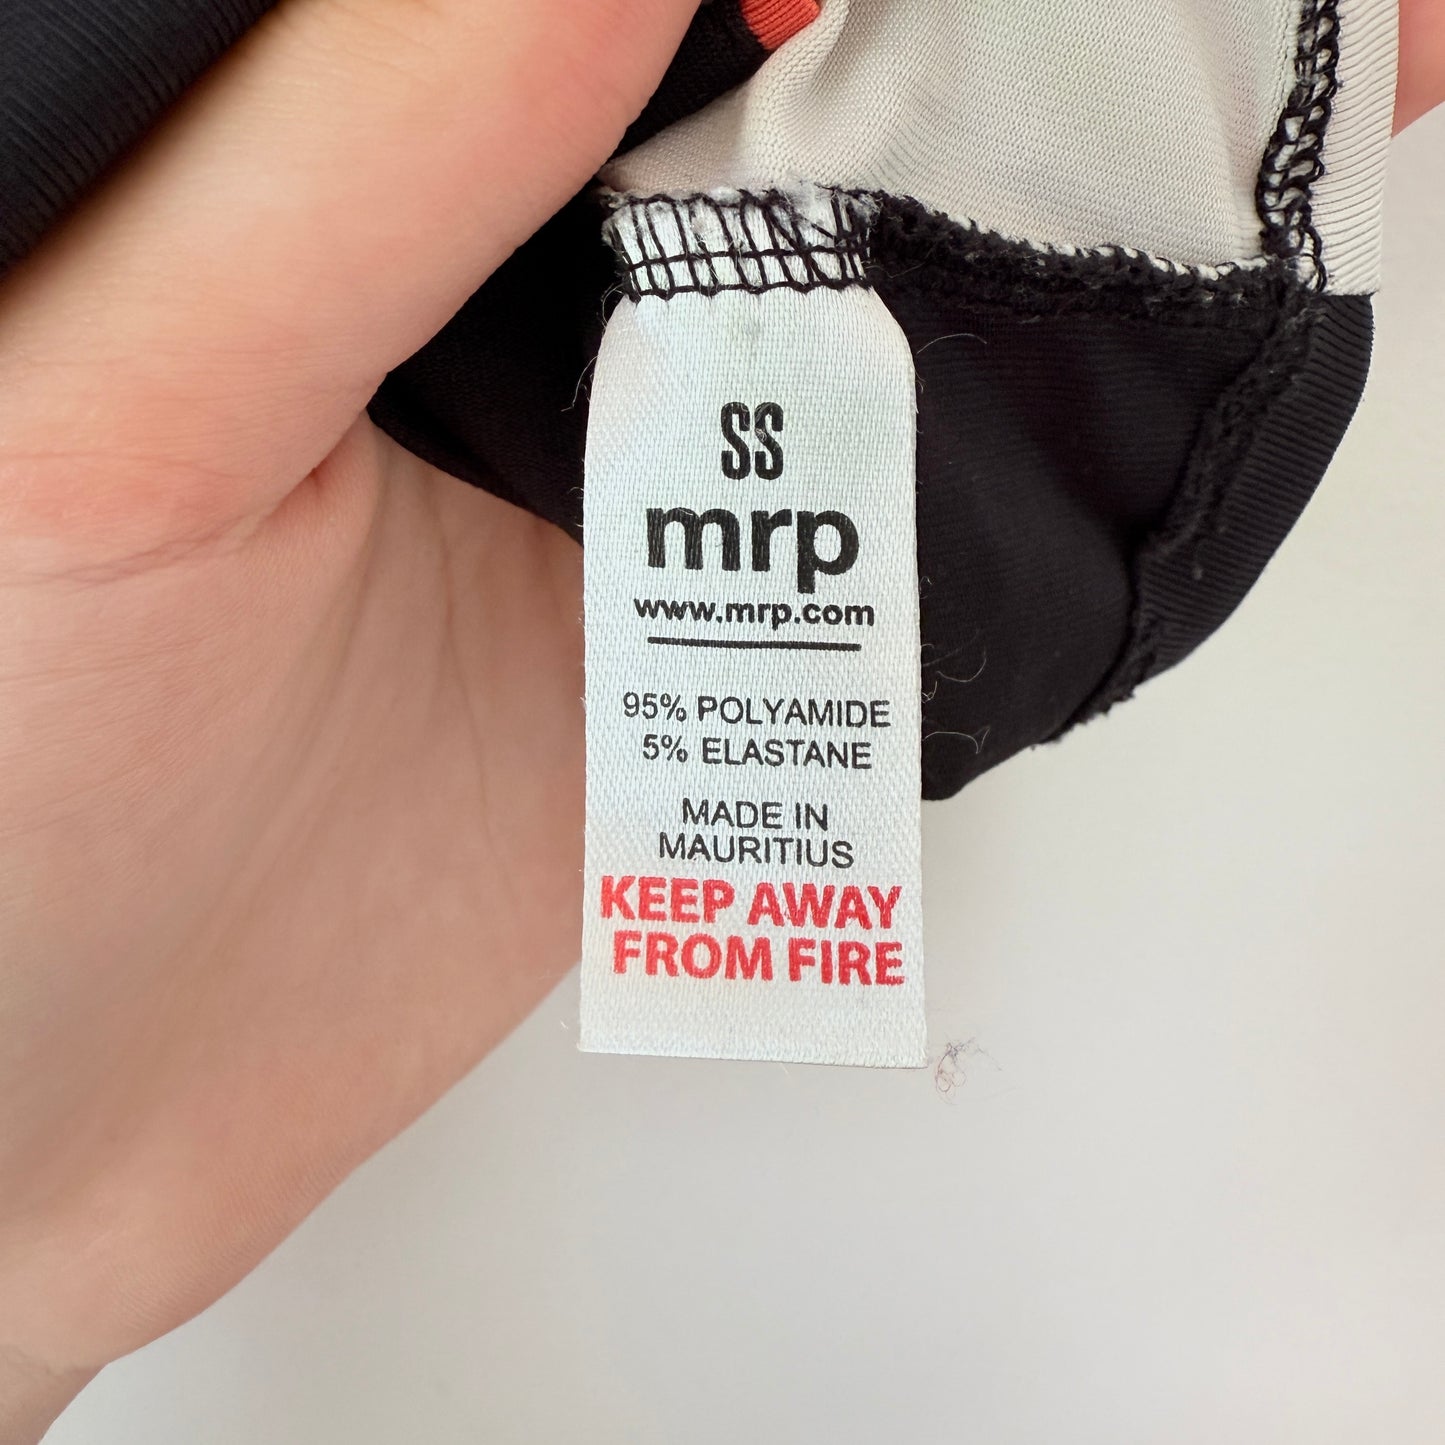 SS
mrp
www.mrp.com
95% POLYAMIDE
5% ELASTANE
MADE IN
MAURITIUS
KEEP AWAY
FROM FIRE